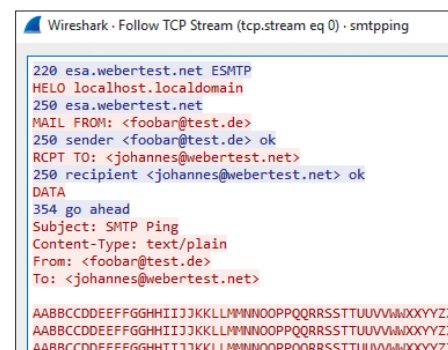 Wireshark · Follow TCP Stream (tcp.stream eq 0) · smtpping
220 esa.webertest.net ESMTP
HELO localhost.localdomain
250 esa.webertest.net
MAIL FROM: <foobar@test.de>
250 sender <foobar@test.de> ok
RCPT TO: <johannes@webertest.net>
250 recipient <johannes@webertest.net> ok
DATA
354 go ahead
Subject: SMTP Ping
Content-Type: text/plain
From: <foobar@test.de>
To: <johannes@webertest.net>
AABBCCDDEEFFGGHHIIJJKKLLMMNNOOPPQQRRSSTTUUVVWWXXYYZZ
AABBCCDDEEFFGGHHIIJJKKLLMMNNOOPPQQRRSSTTUUVVWWXXYYZZ
AABBCCDDEEFFGGHHIIJJKKLLMMNNOOPPQQRRSSTTUUVVWWXXYYZZ